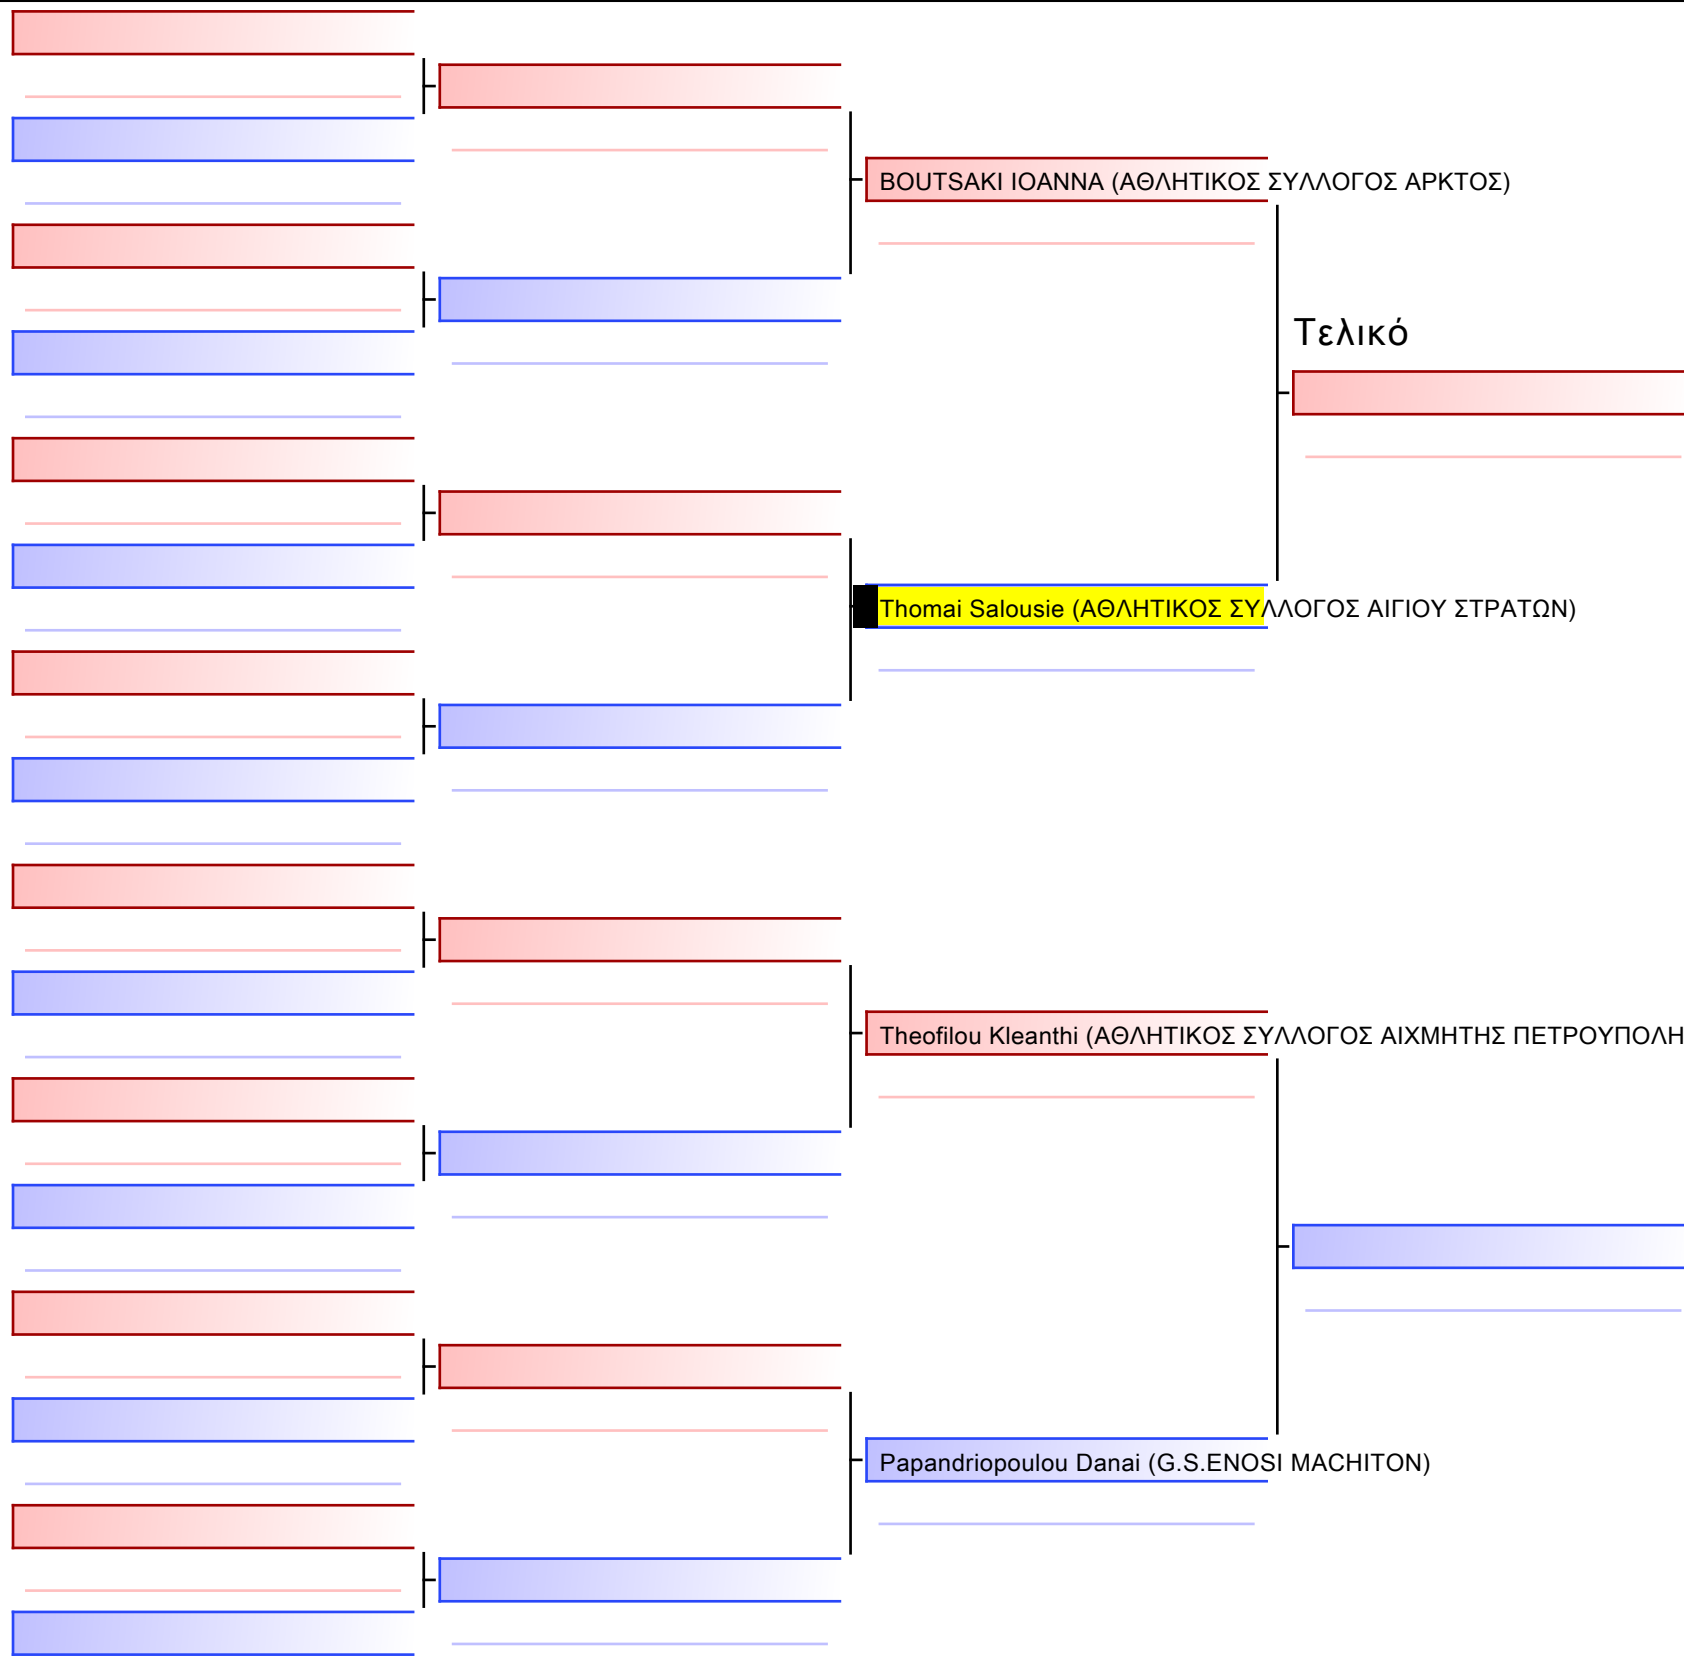 BOUTSAKI IOANNA (ΑΘΛΗΤΙΚΟΣ ΣΥΛΛΟΓΟΣ ΑΡΚΤΟΣ)
Τελικό
Thomai Salousie (ΑΘΛΗΤΙΚΟΣ ΣΥΛΛΟΓΟΣ ΑΙΓΙΟΥ ΣΤΡΑΤΩΝ)
Theofilou Kleanthi (ΑΘΛΗΤΙΚΟΣ ΣΥΛΛΟΓΟΣ ΑΙΧΜΗΤΗΣ ΠΕΤΡΟΥΠΟΛΗ
Papandriopoulou Danai (G.S.ENOSI MACHITON)